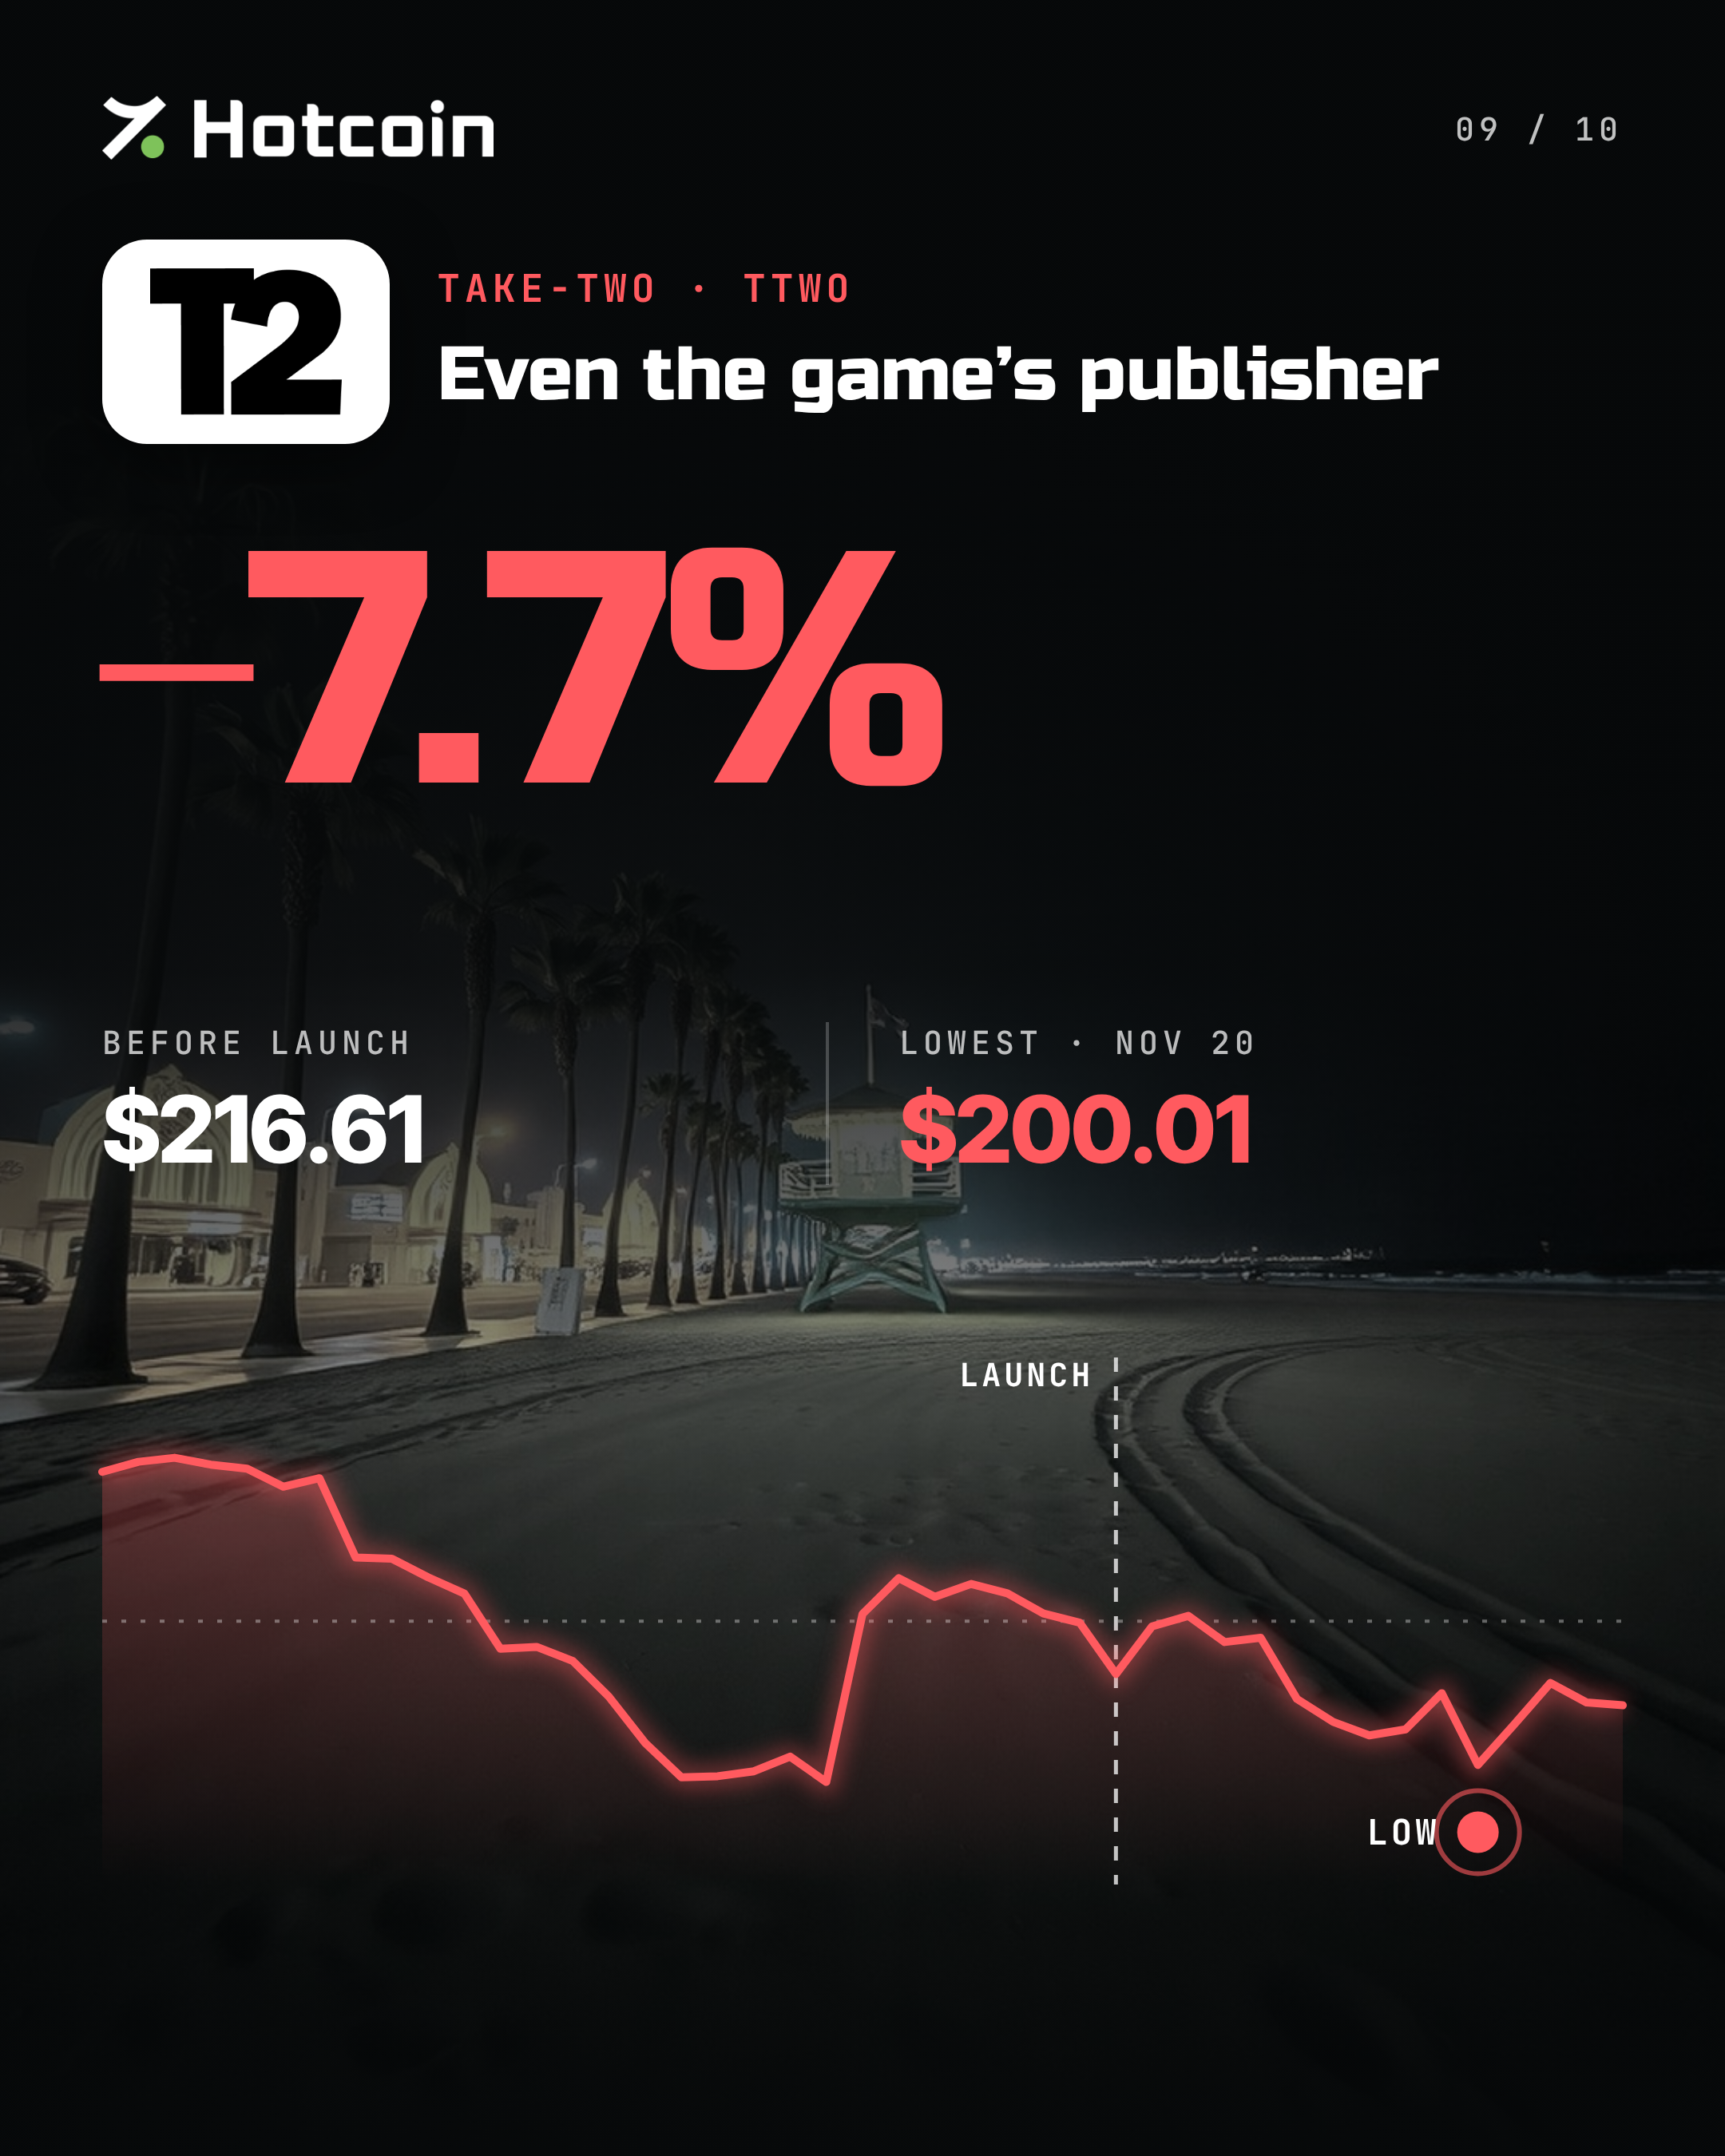 Hotcoin
09 / 10
T2
TAKE-TWO · TTWO
Even the game’s publisher
–7.7%
BEFORE LAUNCH
$216.61
LOWEST · NOV 20
$200.01
LAUNCH
LOW